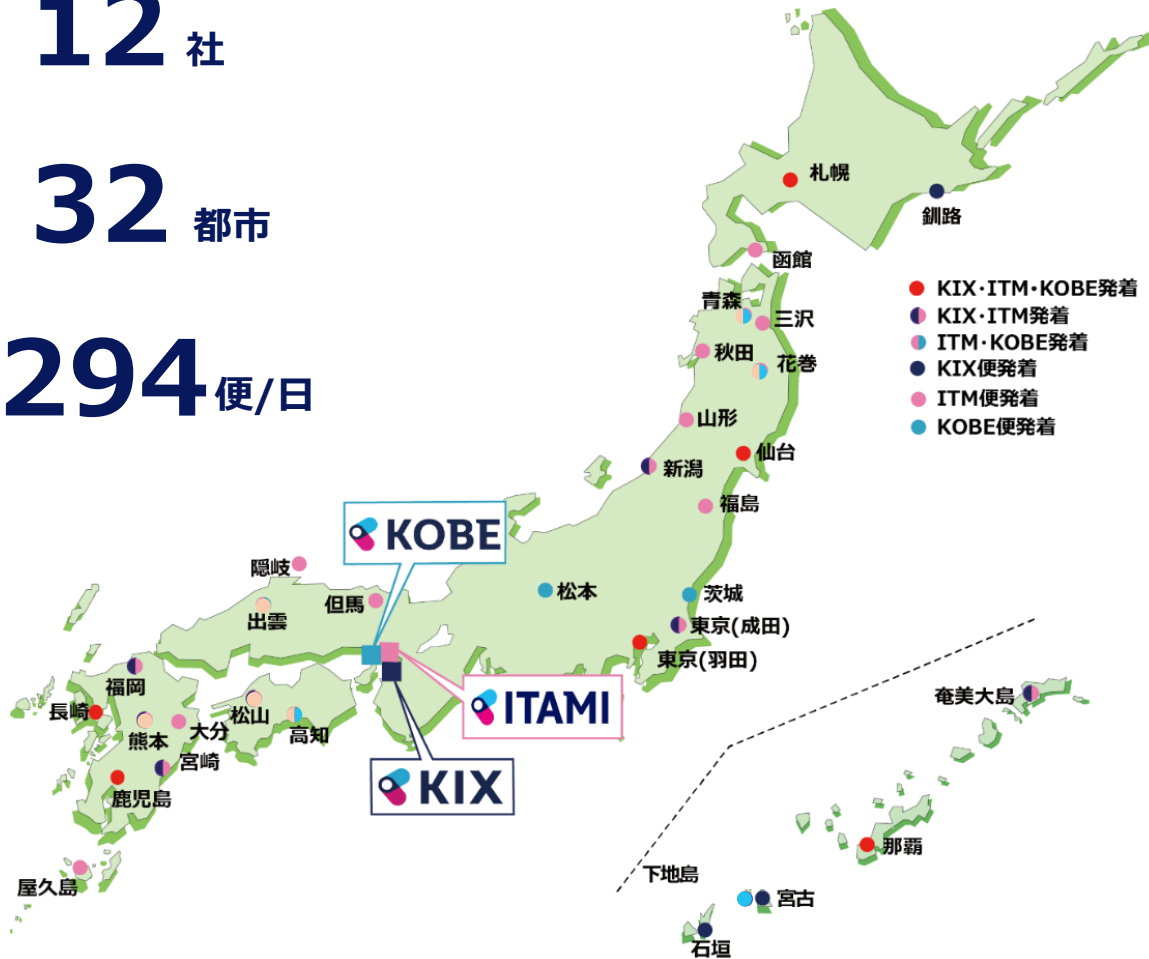 12 社
32 都市
294 便/日
札幌
釧路
函館
青森
三沢
秋田
花巻
山形
仙台
新潟
福島
KIX･ITM･KOBE発着
KIX･ITM発着
ITM･KOBE発着
KIX便発着
ITM便発着
KOBE便発着
KOBE
隠岐
但馬
出雲
松本
茨城
東京(成田)
東京(羽田)
福岡
長崎
熊本
大分
松山
高知
宮崎
鹿児島
ITAMI
KIX
屋久島
奄美大島
那覇
下地島
宮古
石垣